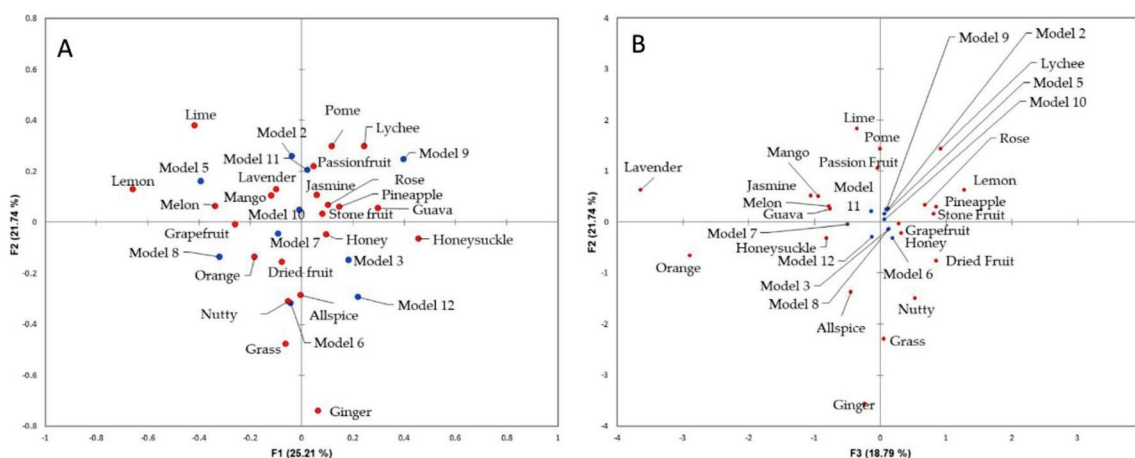 A
F2 (21.74 %)
0.8
0.6
0.4
0.2
0
-0.2
-0.4
-0.6
-0.8
-1
-0.8
-0.6
-0.4
-0.2
0
0.2
0.4
0.6
0.8
1
F1 (25.21 %)
Lime
Pome
Model 2
Lychee
Model 11
Model 9
Passionfruit
Model 5
Lavender
Lemon
Jasmine
Rose
Mango
Pineapple
Melon
Guava
Model 10
Stone fruit
Grapefruit
Model 7
Honey
Honeysuckle
Model 8
Model 3
Orange
Dried fruit
Model 12
Nutty
Allspice
Model 6
Grass
Ginger
B
F2 (21.74 %)
4
3
2
1
0
-1
-2
-3
-4
-4
-3
-2
-1
0
1
2
3
F3 (18.79 %)
Model 9
Model 2
Lychee
Model 5
Model 10
Rose
Lime
Pome
Mango
Passion Fruit
Lavender
Lemon
Jasmine
Model
11
Pineapple
Melon
Stone Fruit
Guava
Grapefruit
Model 7
Honey
Honeysuckle
Dried Fruit
Model 12
Orange
Model 6
Model 3
Nutty
Model 8
Allspice
Grass
Ginger